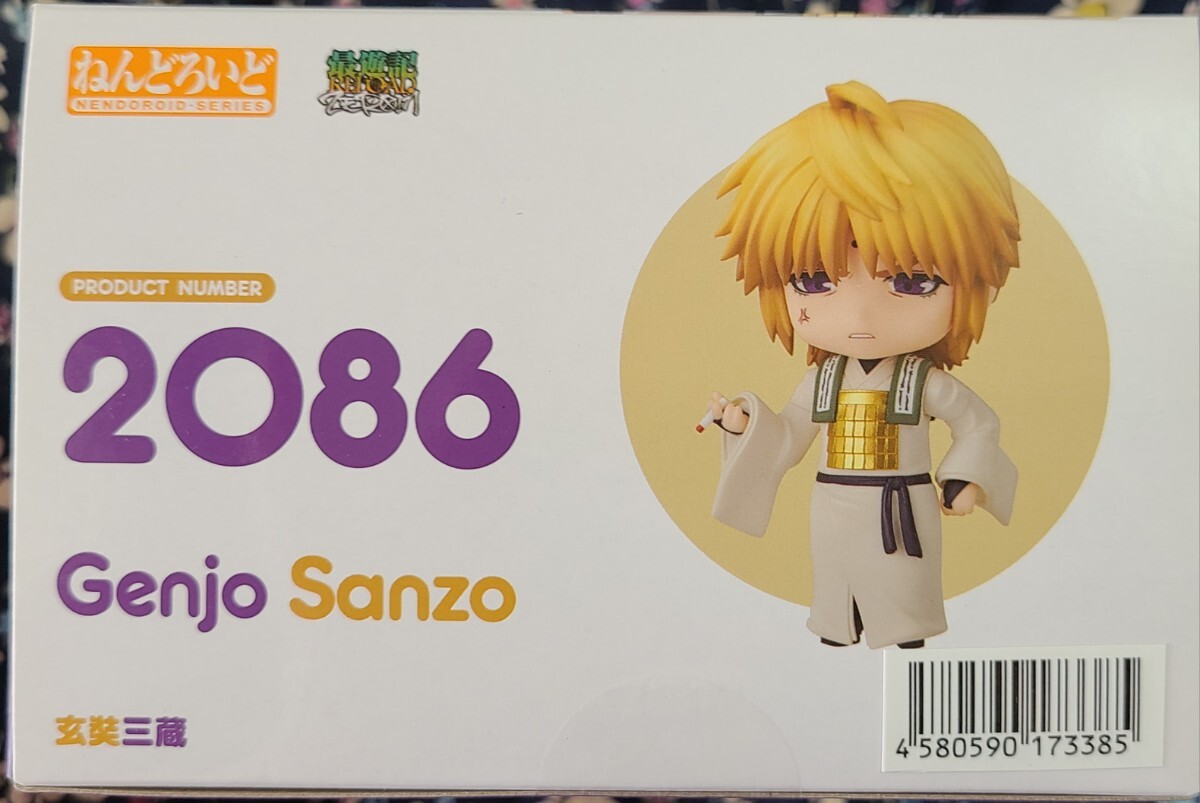 ねんどろいど
NENDOROID-SERIES
最遊記
RELOAD
ZEROIN
PRODUCT NUMBER
2086
Genjo Sanzo
玄奘三蔵
4 580590 173385